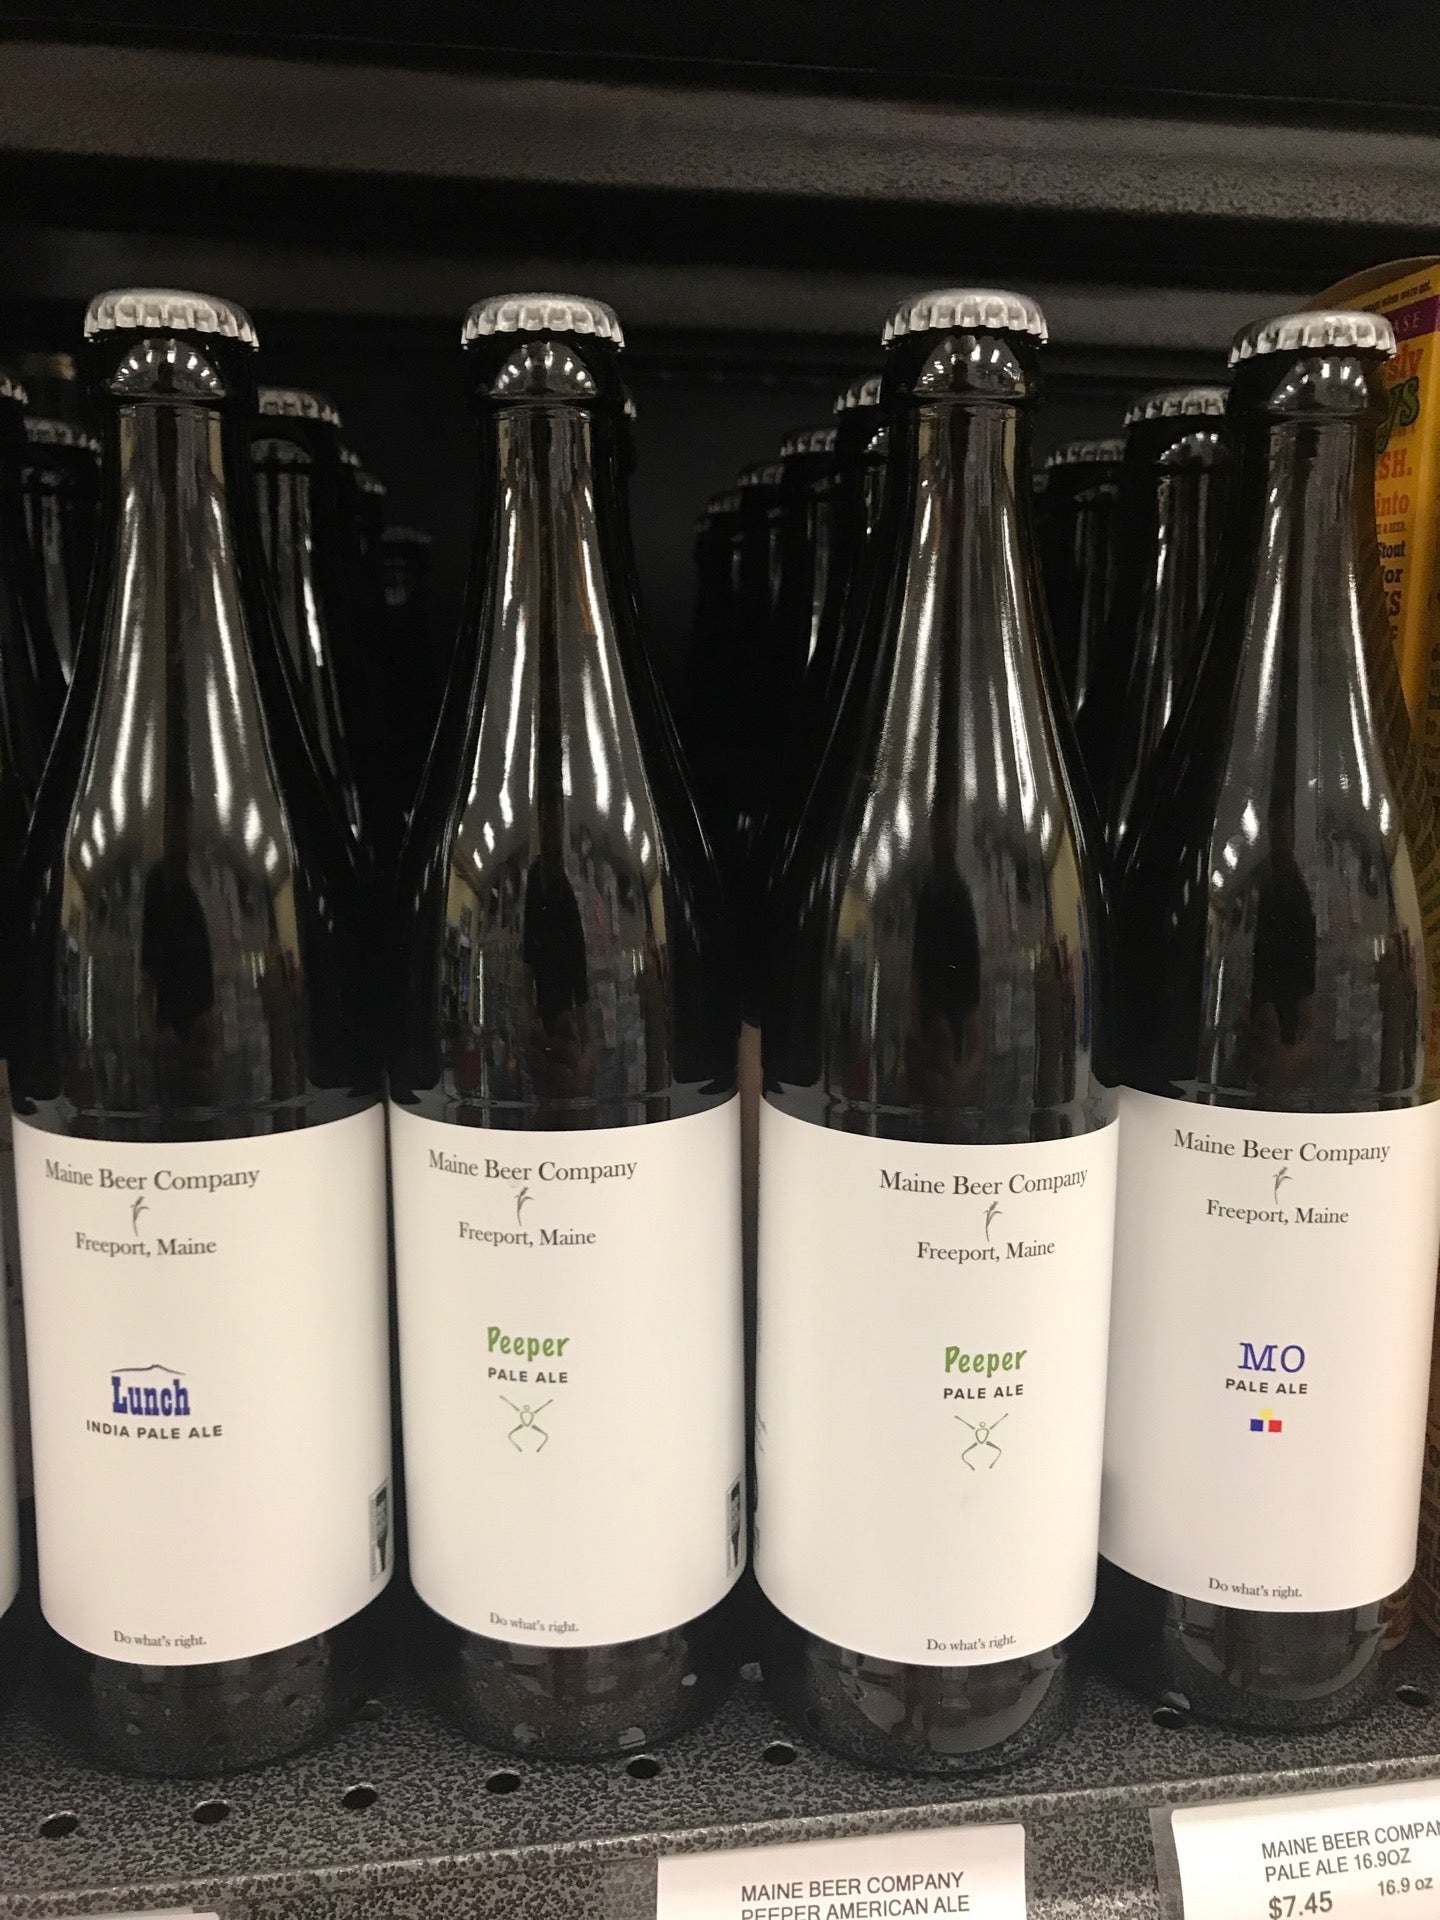 Maine Beer Company
Freeport, Maine
Lunch
INDIA PALE ALE
Do what's right.
Maine Beer Company
Freeport, Maine
Peeper
PALE ALE
Do what's right.
Maine Beer Company
Freeport, Maine
Peeper
PALE ALE
Do what's right.
Maine Beer Company
Freeport, Maine
MO
PALE ALE
Do what's right.
into
Stout
MAINE BEER COMPANY
PEEPER AMERICAN ALE
MAINE BEER
PALE ALE 16.9OZ
$7.45 16.9 oz